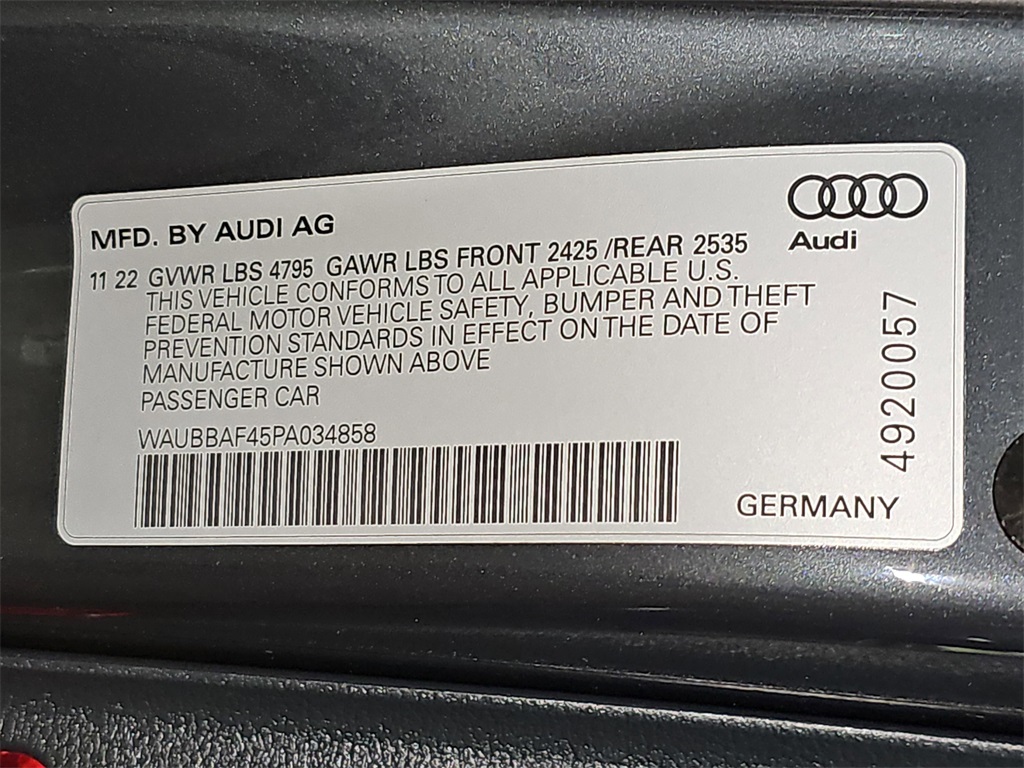 MFD. BY AUDI AG
Audi
11 22 GVWR LBS 4795 GAWR LBS FRONT 2425 /REAR 2535
THIS VEHICLE CONFORMS TO ALL APPLICABLE U.S.
FEDERAL MOTOR VEHICLE SAFETY, BUMPER AND THEFT
PREVENTION STANDARDS IN EFFECT ON THE DATE OF
MANUFACTURE SHOWN ABOVE
PASSENGER CAR
WAUBBAF45PA034858
4920057
GERMANY